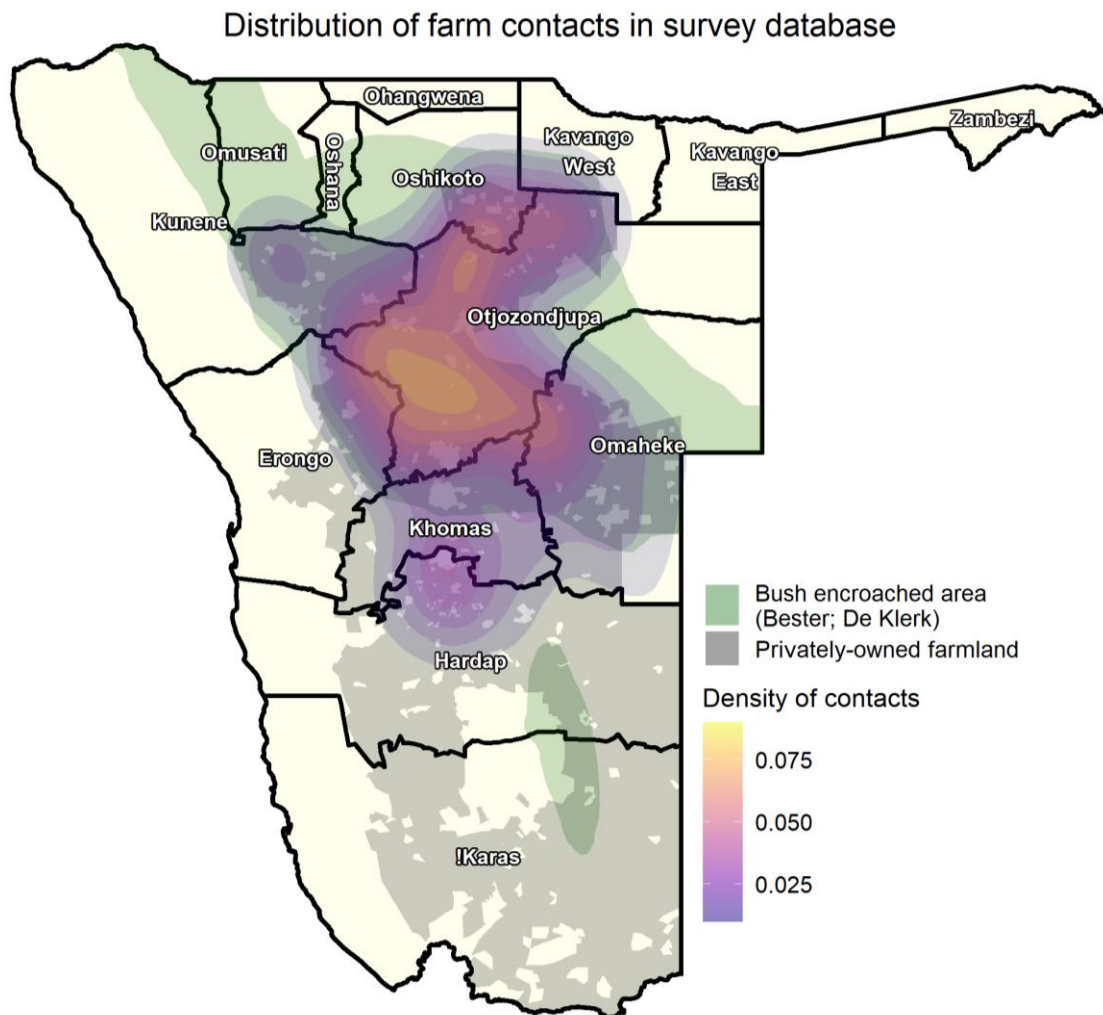 Distribution of farm contacts in survey database
Ohangwena
Zambezi
Omusati
Oshana
Oshikoto
Kavango
West
Kavango
East
Kunene
Otjozondjupa
Erongo
Omaheke
Khomas
Hardap
!Karas
Bush encroached area
(Bester; De Klerk)
Privately-owned farmland
Density of contacts
0.075
0.050
0.025